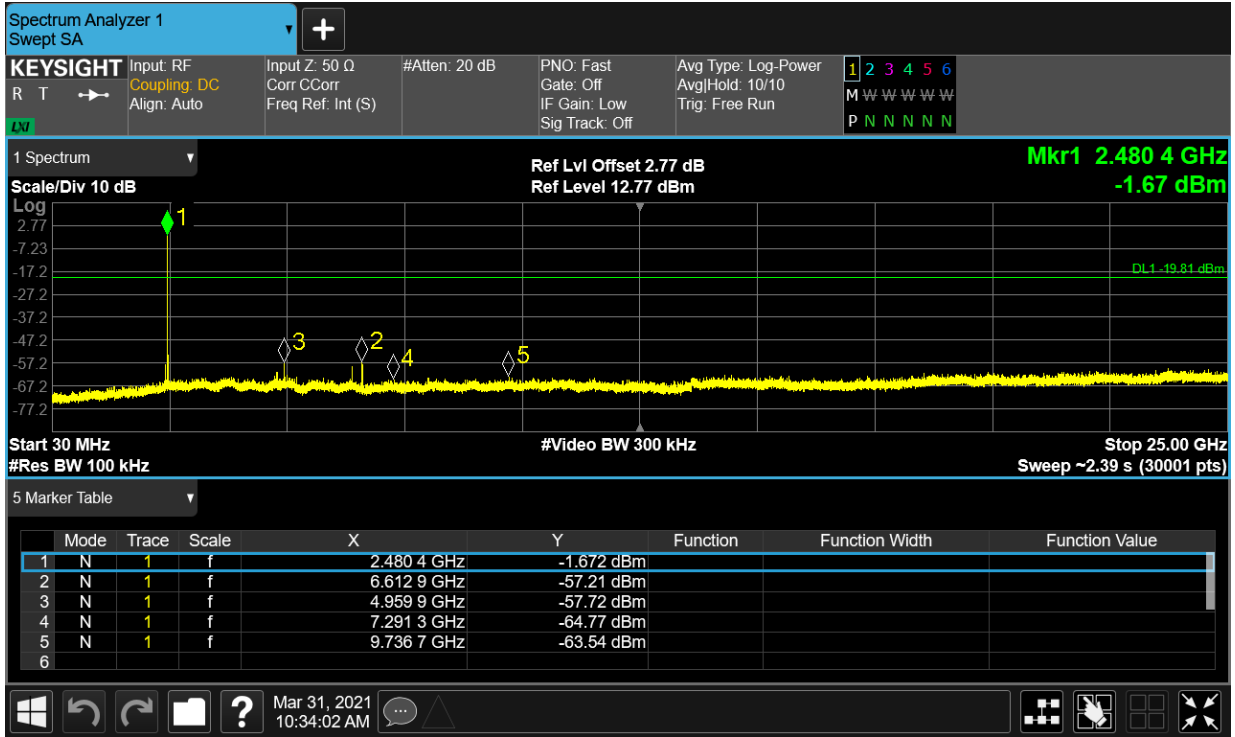 Spectrum Analyzer 1
Swept SA
+
KEYSIGHT Input: RF Input Z: 50 Ω #Atten: 20 dB PNO: Fast Avg Type: Log-Power 1 2 3 4 5 6
R T Coupling: DC Corr CCorr Gate: Off Avg|Hold: 10/10 M W W W W W
Align: Auto Freq Ref: Int (S) IF Gain: Low Trig: Free Run P N N N N N
LXI Sig Track: Off
1 Spectrum Ref Lvl Offset 2.77 dB Mkr1 2.480 4 GHz
Scale/Div 10 dB Ref Level 12.77 dBm -1.67 dBm
Log
1
2.77
-7.23
-17.2 DL1 -19.81 dBm
-27.2
-37.2
-47.2 3 2
-57.2 4 5
-67.2
-77.2
Start 30 MHz #Video BW 300 kHz Stop 25.00 GHz
#Res BW 100 kHz Sweep ~2.39 s (30001 pts)
5 Marker Table
Mode Trace Scale X Y Function Function Width Function Value
1 N 1 f 2.480 4 GHz -1.672 dBm
2 N 1 f 6.612 9 GHz -57.21 dBm
3 N 1 f 4.959 9 GHz -57.72 dBm
4 N 1 f 7.291 3 GHz -64.77 dBm
5 N 1 f 9.736 7 GHz -63.54 dBm
6
? Mar 31, 2021
10:34:02 AM